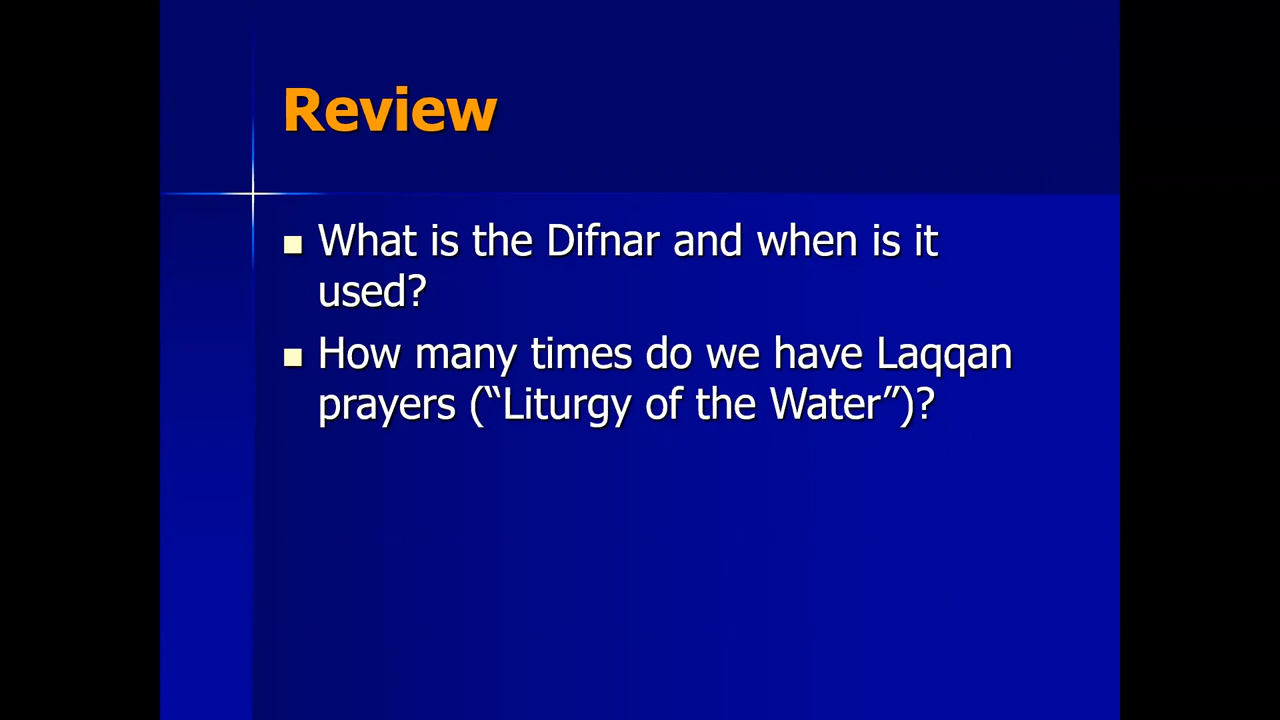 Review
What is the Difnar and when is it
used?
How many times do we have Laqqan
prayers (“Liturgy of the Water”)?